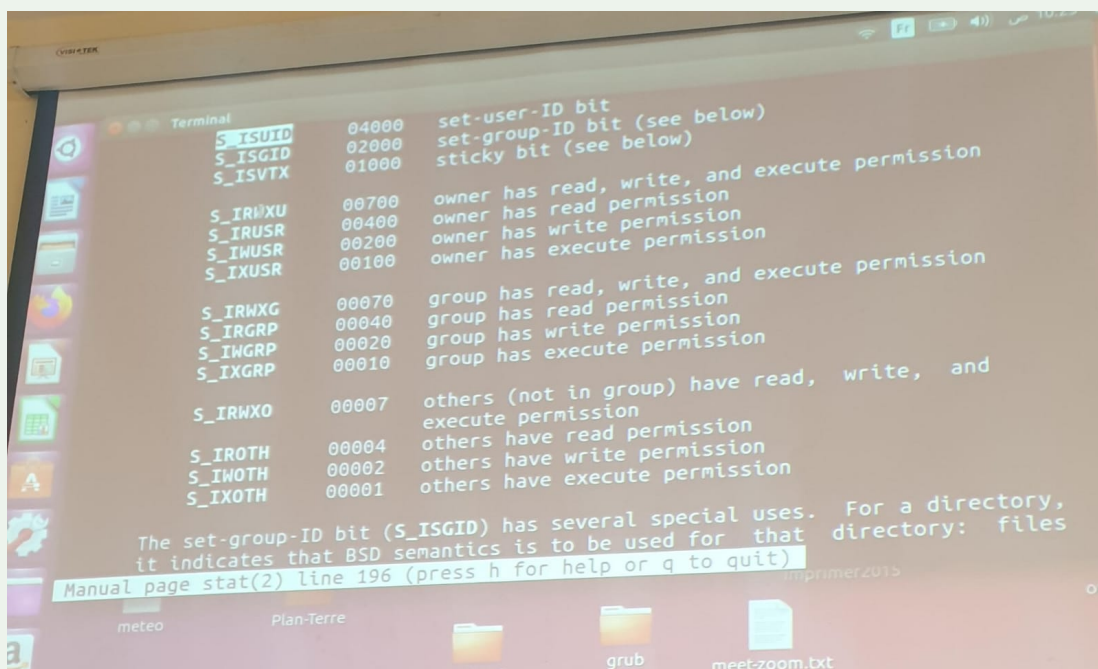 Fr
Terminal
S_ISUID 04000 set-user-ID bit
S_ISGID 02000 set-group-ID bit (see below)
S_ISVTX 01000 sticky bit (see below)
S_IRWXU 00700 owner has read, write, and execute permission
S_IRUSR 00400 owner has read permission
S_IWUSR 00200 owner has write permission
S_IXUSR 00100 owner has execute permission
S_IRWXG 00070 group has read, write, and execute permission
S_IRGRP 00040 group has read permission
S_IWGRP 00020 group has write permission
S_IXGRP 00010 group has execute permission
S_IRWXO 00007 others (not in group) have read, write, and
execute permission
S_IROTH 00004 others have read permission
S_IWOTH 00002 others have write permission
S_IXOTH 00001 others have execute permission
The set-group-ID bit (S_ISGID) has several special uses. For a directory,
it indicates that BSD semantics is to be used for that directory: files
Manual page stat(2) line 196 (press h for help or q to quit)
imprimer2015
meteo
Plan-Terre
grub
meet-zoom.txt